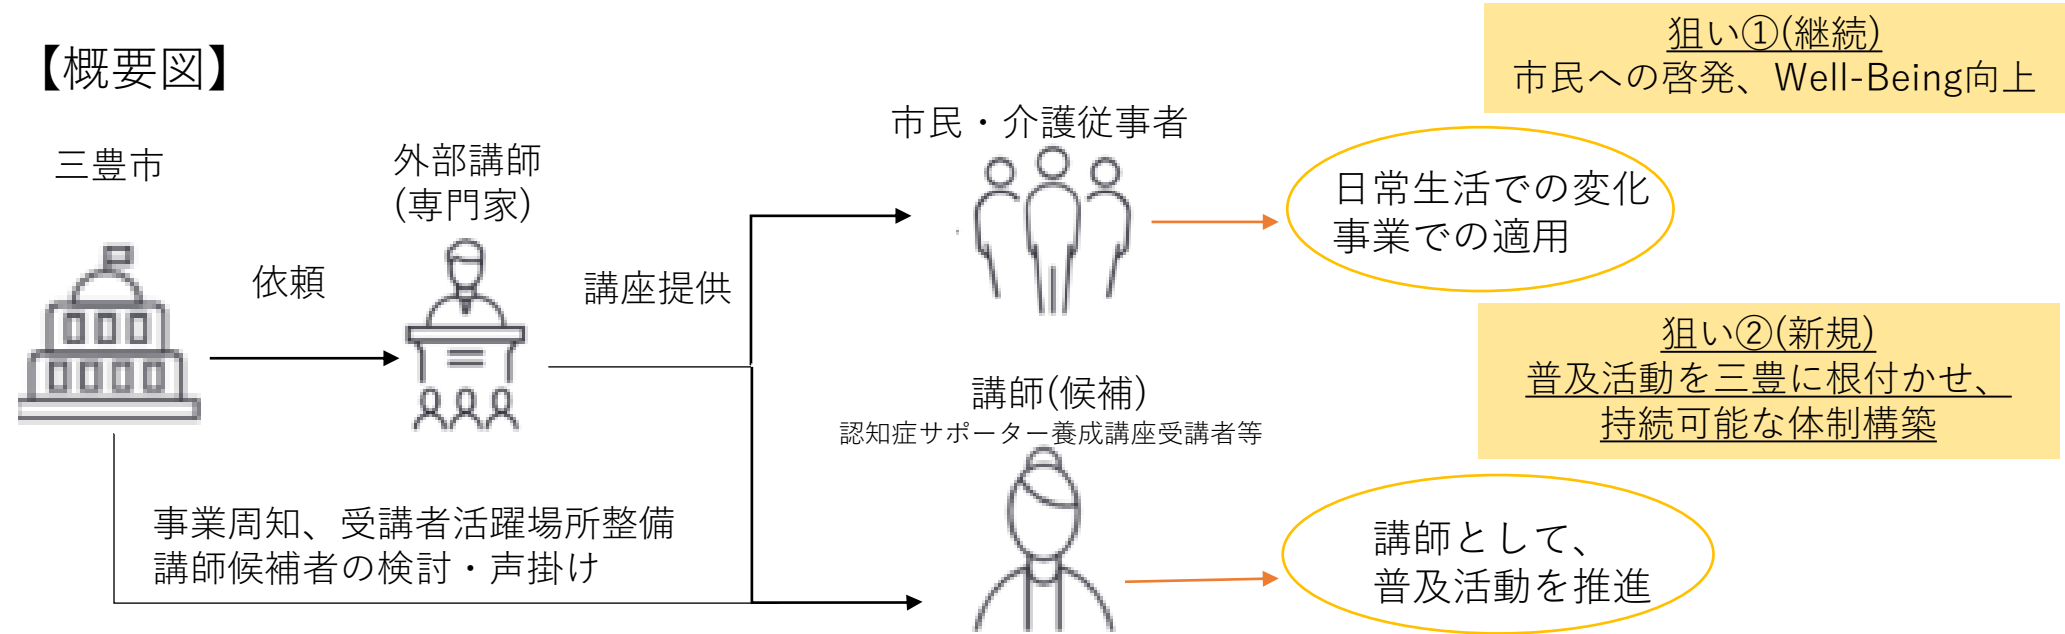 【概要図】
三豊市
依頼
外部講師
(専門家)
講座提供
市民・介護従事者
狙い①(継続)
市民への啓発、Well-Being向上
日常生活での変化
事業での適用
狙い②(新規)
普及活動を三豊に根付かせ、
持続可能な体制構築
講師(候補)
認知症サポーター養成講座受講者等
事業周知、受講者活躍場所整備
講師候補者の検討・声掛け
講師として、
普及活動を推進